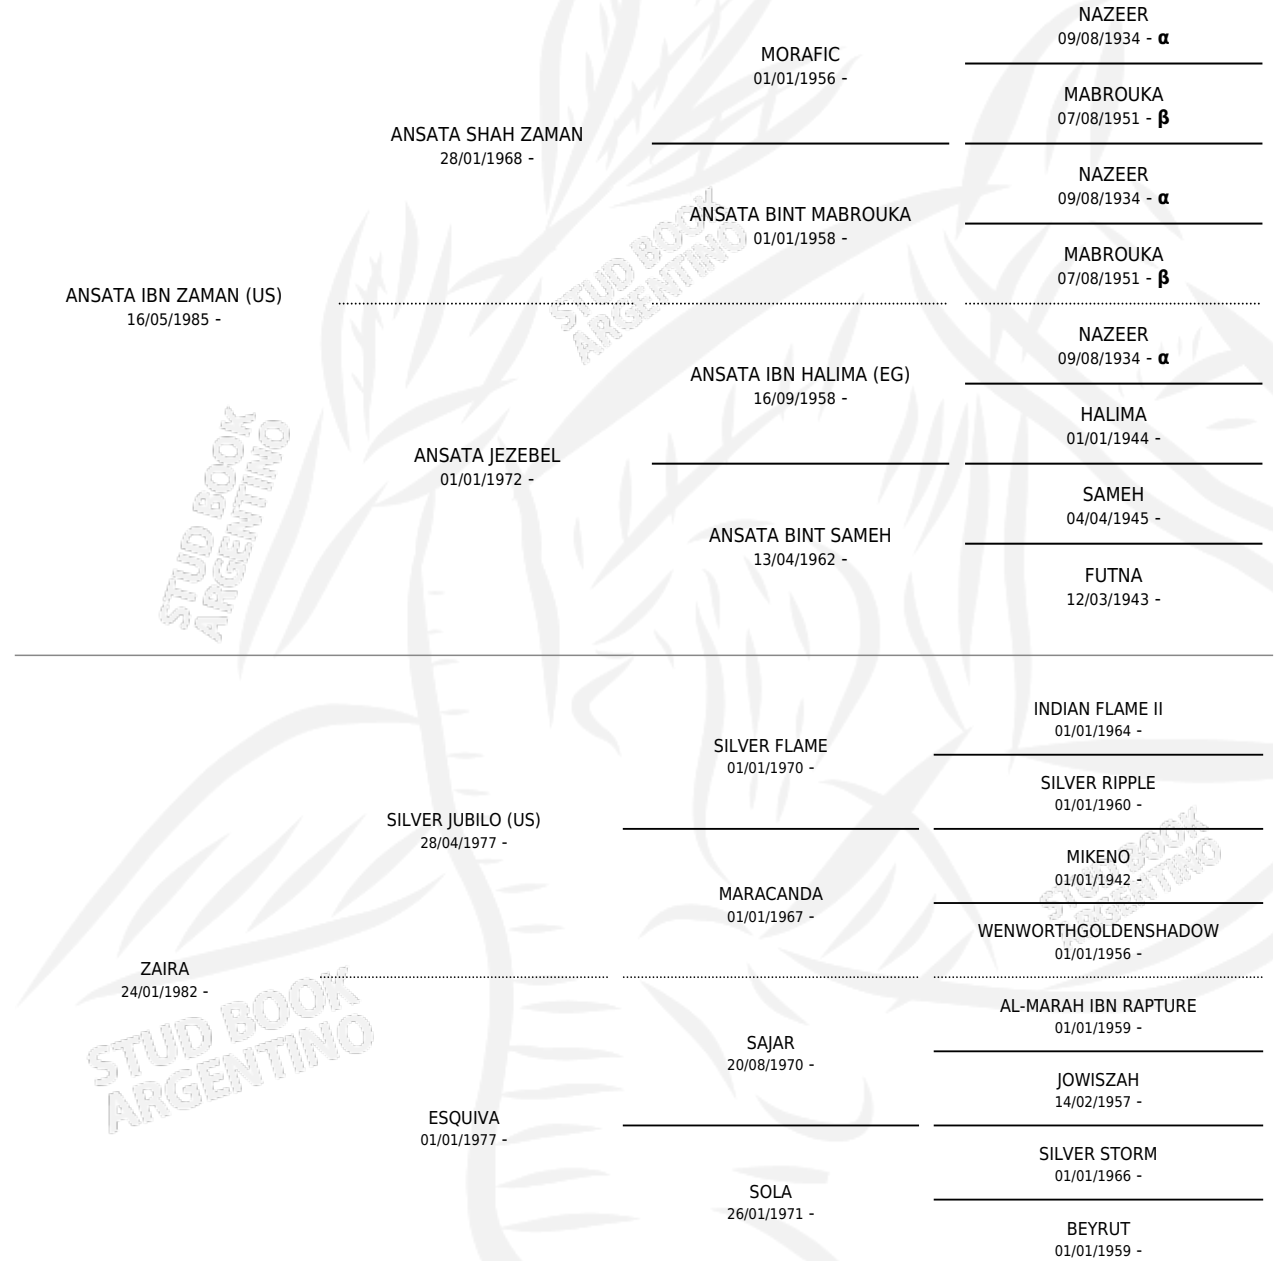 NAZEER
09/08/1934 - α
MORAFIC
01/01/1956 -
MABROUKA
07/08/1951 - β
ANSATA SHAH ZAMAN
28/01/1968 -
NAZEER
09/08/1934 - α
ANSATA BINT MABROUKA
01/01/1958 -
MABROUKA
07/08/1951 - β
ANSATA IBN ZAMAN (US)
16/05/1985 -
NAZEER
09/08/1934 - α
ANSATA IBN HALIMA (EG)
16/09/1958 -
HALIMA
01/01/1944 -
ANSATA JEZEBEL
01/01/1972 -
SAMEH
04/04/1945 -
ANSATA BINT SAMEH
13/04/1962 -
FUTNA
12/03/1943 -
INDIAN FLAME II
01/01/1964 -
SILVER FLAME
01/01/1970 -
SILVER RIPPLE
01/01/1960 -
SILVER JUBILO (US)
28/04/1977 -
MIKENO
01/01/1942 -
MARACANDA
01/01/1967 -
WENWORTHGOLDENSHADOW
01/01/1956 -
ZAIRA
24/01/1982 -
AL-MARAH IBN RAPTURE
01/01/1959 -
SAJAR
20/08/1970 -
JOWISZAH
14/02/1957 -
ESQUIVA
01/01/1977 -
SILVER STORM
01/01/1966 -
SOLA
26/01/1971 -
BEYRUT
01/01/1959 -
STUD BOOK
ARGENTINO
STUD BOOK
ARGENTINO
STUD BOOK
ARGENTINO
STUD BOOK
ARGENTINO